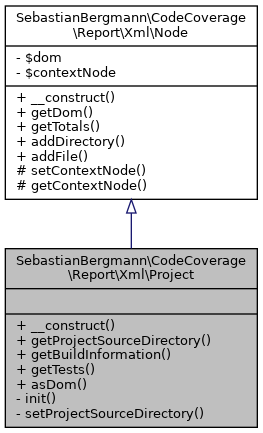 SebastianBergmann\CodeCoverage
\Report\Xml\Node
- $dom
- $contextNode
+ __construct()
+ getDom()
+ getTotals()
+ addDirectory()
+ addFile()
# setContextNode()
# getContextNode()
SebastianBergmann\CodeCoverage
\Report\Xml\Project
+ __construct()
+ getProjectSourceDirectory()
+ getBuildInformation()
+ getTests()
+ asDom()
- init()
- setProjectSourceDirectory()